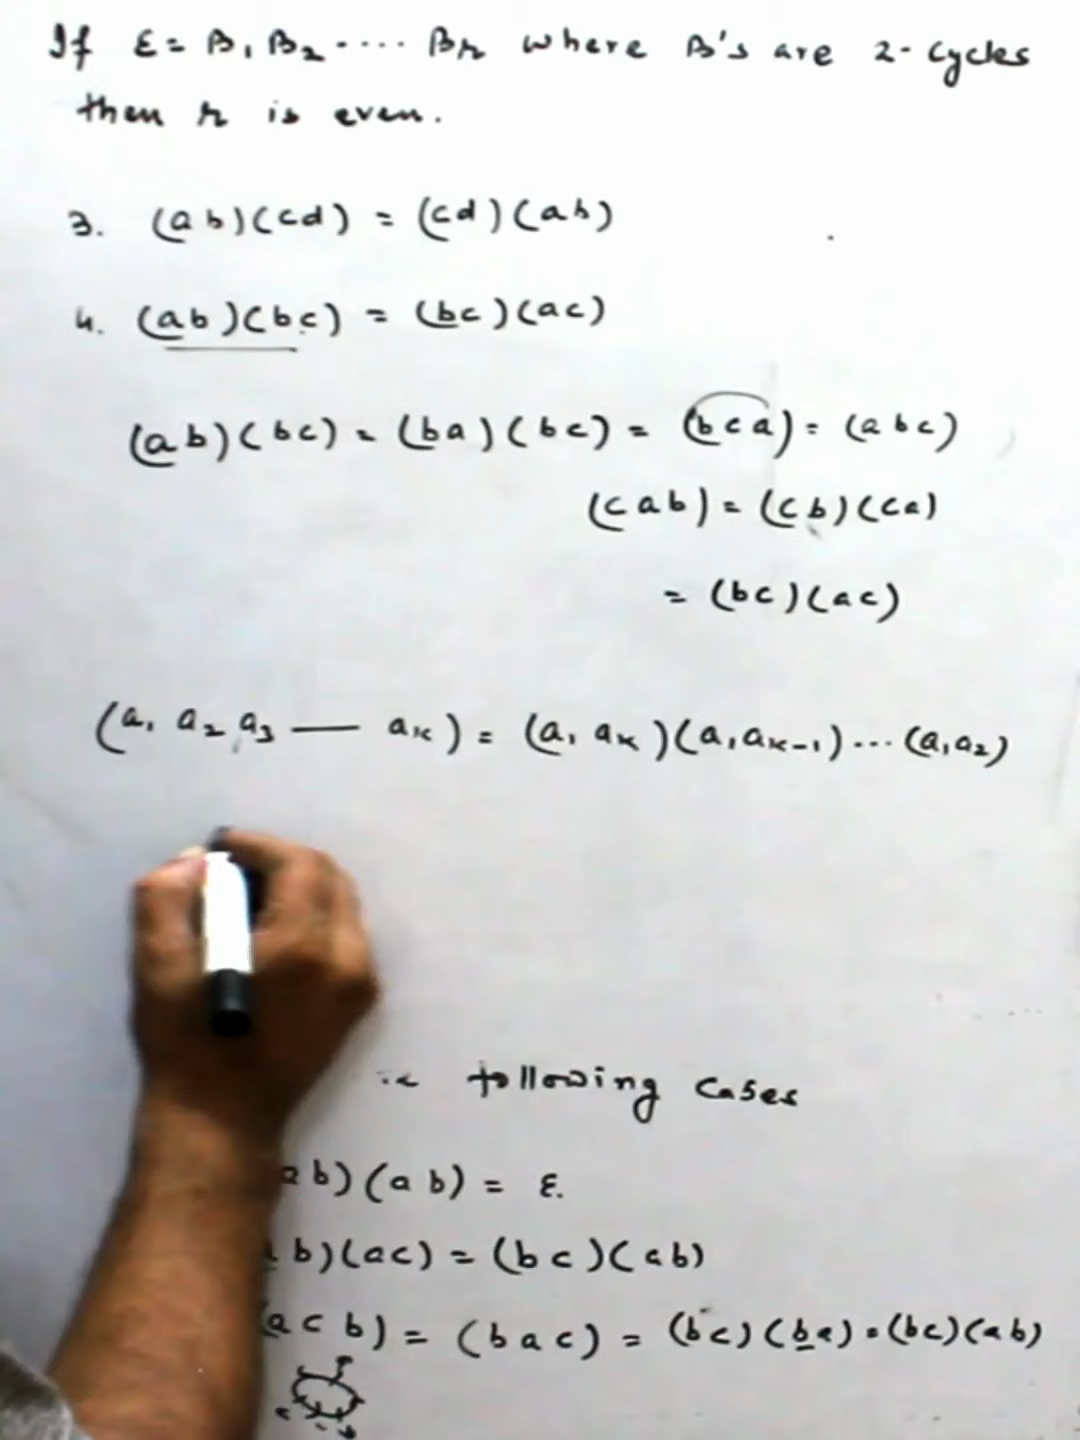 If ε = β₁ β₂ ---- βr where β's are 2-cycles
then r is even.
3. (ab)(cd) = (cd)(ab)
4. (ab)(bc) = (bc)(ac)
(ab)(bc) = (ba)(bc) = (bca) = (abc)
(cab) = (cb)(ca)
= (bc)(ac)
(a₁ a₂ a₃ — aₖ) = (a₁ aₖ)(a₁ aₖ₋₁) ... (a₁ a₂)
following cases
ab)(ab) = ε.
b)(ac) = (bc)(ab)
(acb) = (bac) = (bc)(ba) = (bc)(ab)